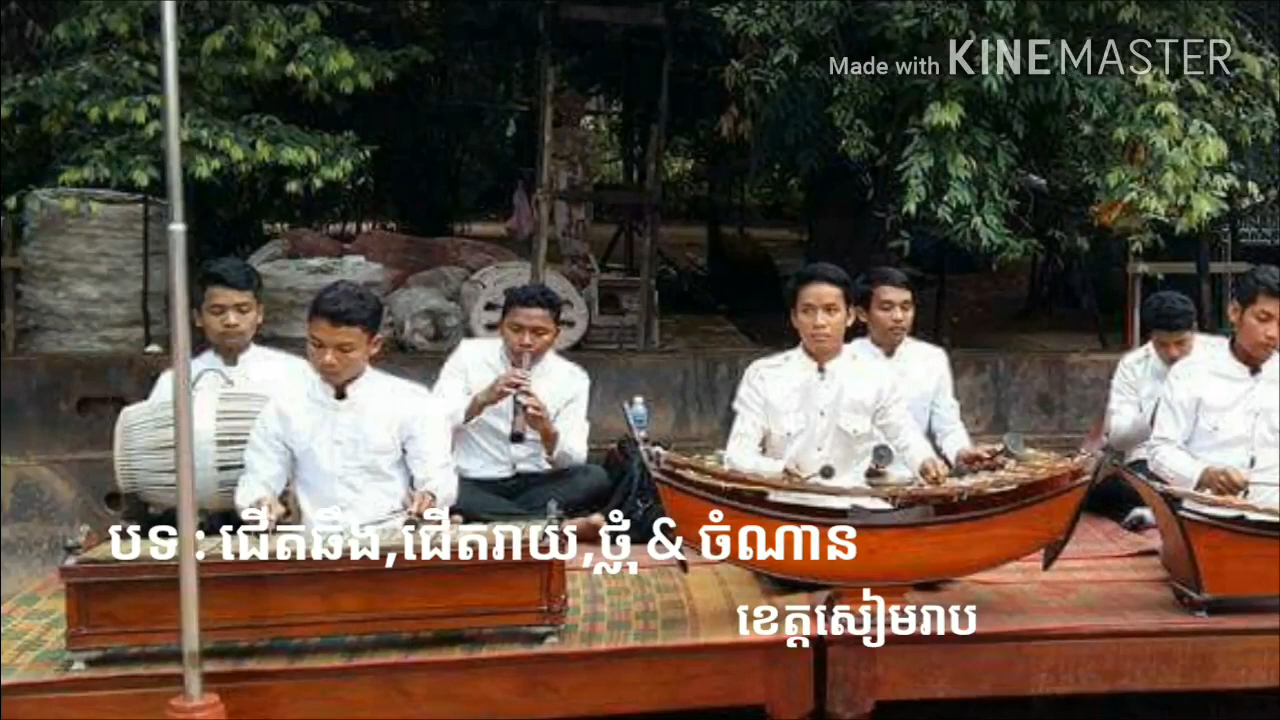 Made with KINEMASTER
បទ : ជើតឆឹង,ជើតរាយ,ថ្លុំ & ចំណាន
ខេត្តសៀមរាប